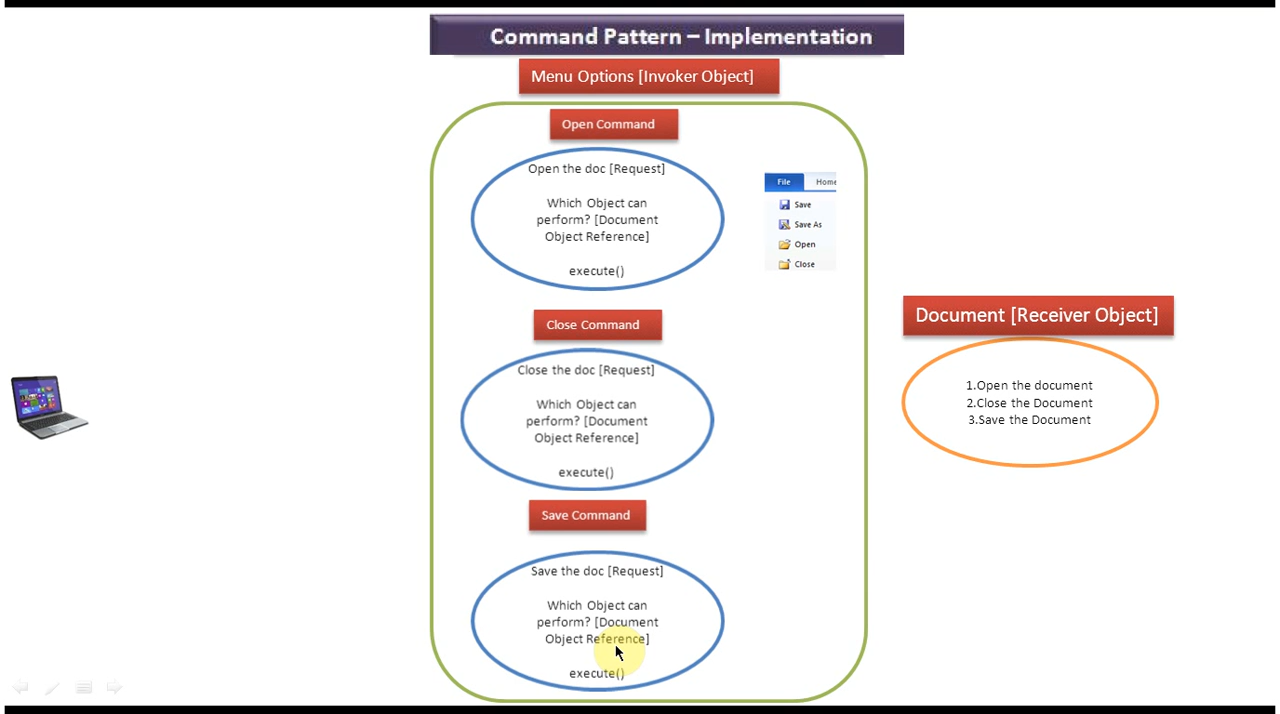 Command Pattern – Implementation
Menu Options [Invoker Object]
Open Command
Open the doc [Request]
Which Object can
perform? [Document
Object Reference]
execute()
File Home
Save
Save As
Open
Close
Close Command
Close the doc [Request]
Which Object can
perform? [Document
Object Reference]
execute()
Save Command
Save the doc [Request]
Which Object can
perform? [Document
Object Reference]
execute()
Document [Receiver Object]
1.Open the document
2.Close the Document
3.Save the Document